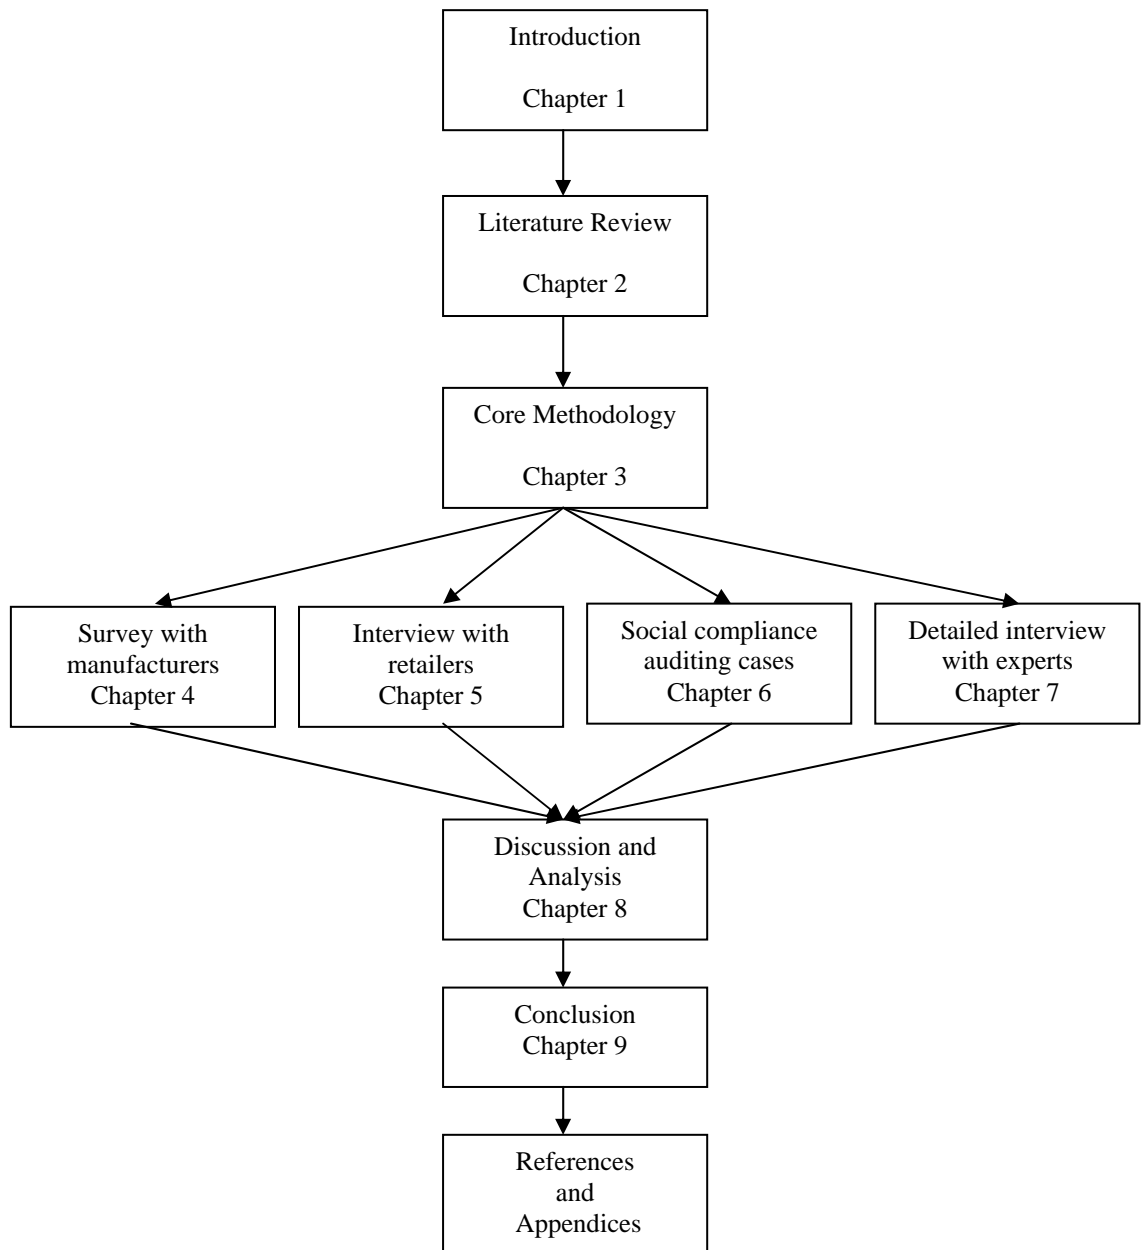 Introduction
Chapter 1
Literature Review
Chapter 2
Core Methodology
Chapter 3
Survey with
manufacturers
Chapter 4
Interview with
retailers
Chapter 5
Social compliance
auditing cases
Chapter 6
Detailed interview
with experts
Chapter 7
Discussion and
Analysis
Chapter 8
Conclusion
Chapter 9
References
and
Appendices